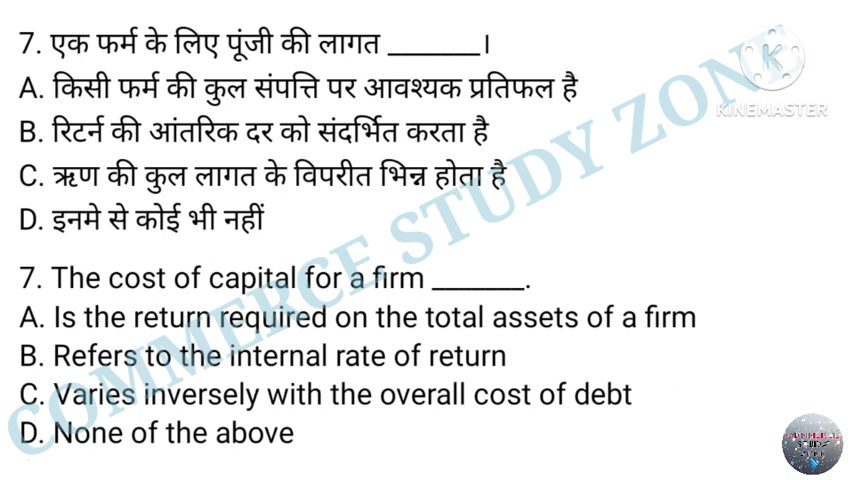 7. एक फर्म के लिए पूंजी की लागत _______।
A. किसी फर्म की कुल संपत्ति पर आवश्यक प्रतिफल है
B. रिटर्न की आंतरिक दर को संदर्भित करता है
C. ऋण की कुल लागत के विपरीत भिन्न होता है
D. इनमे से कोई भी नहीं
7. The cost of capital for a firm _______.
A. Is the return required on the total assets of a firm
B. Refers to the internal rate of return
C. Varies inversely with the overall cost of debt
D. None of the above
COMMERCE STUDY ZONE
K
KINEMASTER